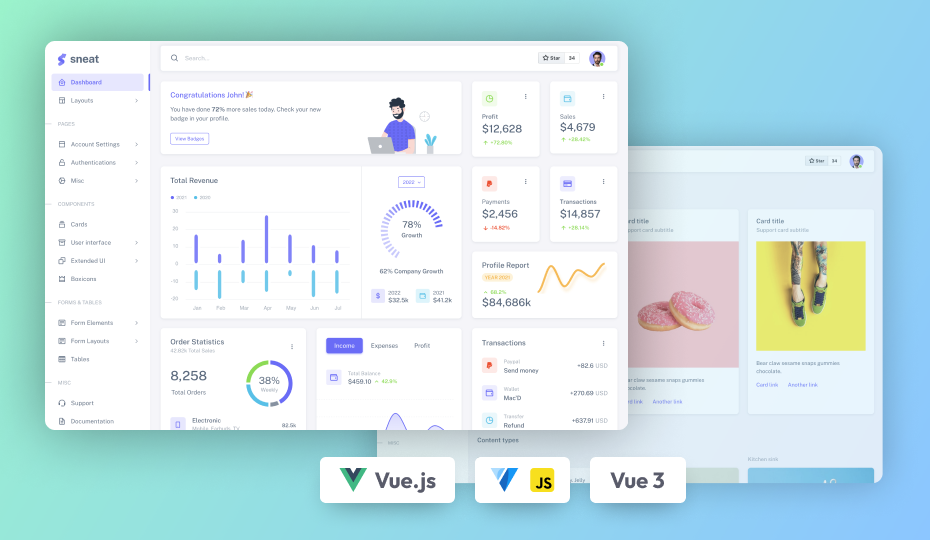 sneat
Search...
Star 34
Dashboard
Layouts
PAGES
Account Settings
Authentications
Misc
COMPONENTS
Cards
User interface
Extended UI
Boxicons
FORMS & TABLES
Form Elements
Form Layouts
Tables
MISC
Support
Documentation
Congratulations John!🎉
You have done 72% more sales today. Check your new
badge in your profile.
View Badges
Profit
$12,628
Sales
$4,679
+28.42%
Payments
$2,456
-14.82%
Transactions
$14,857
+28.14%
Total Revenue
2021 2020
30
20
10
0
-10
-20
Jan Feb Mar Apr May Jun Jul
2022
78%
Growth
62% Company Growth
2022
$32.5k
2021
$41.2k
Profile Report
YEAR 2021
68.2%
$84,686k
Order Statistics
42.82k Total Sales
8,258
Total Orders
38%
Weekly
Electronic
82.5k
Income Expenses Profit
Total Balance
$459.10 42.9%
Transactions
Paypal
Send money
+82.6 USD
Wallet
Mac'D
+270.69 USD
Transfer
Refund
+637.91 USD
Star 34
rd title
Support card subtitle
Bear claw sesame snaps gummies
chocolate.
Card link Another link
Card title
Support card subtitle
Bear claw sesame snaps gummies
chocolate.
Card link Another link
MISC
Content types
Kitchen sink
Jelly
Vue.js
JS
Vue 3